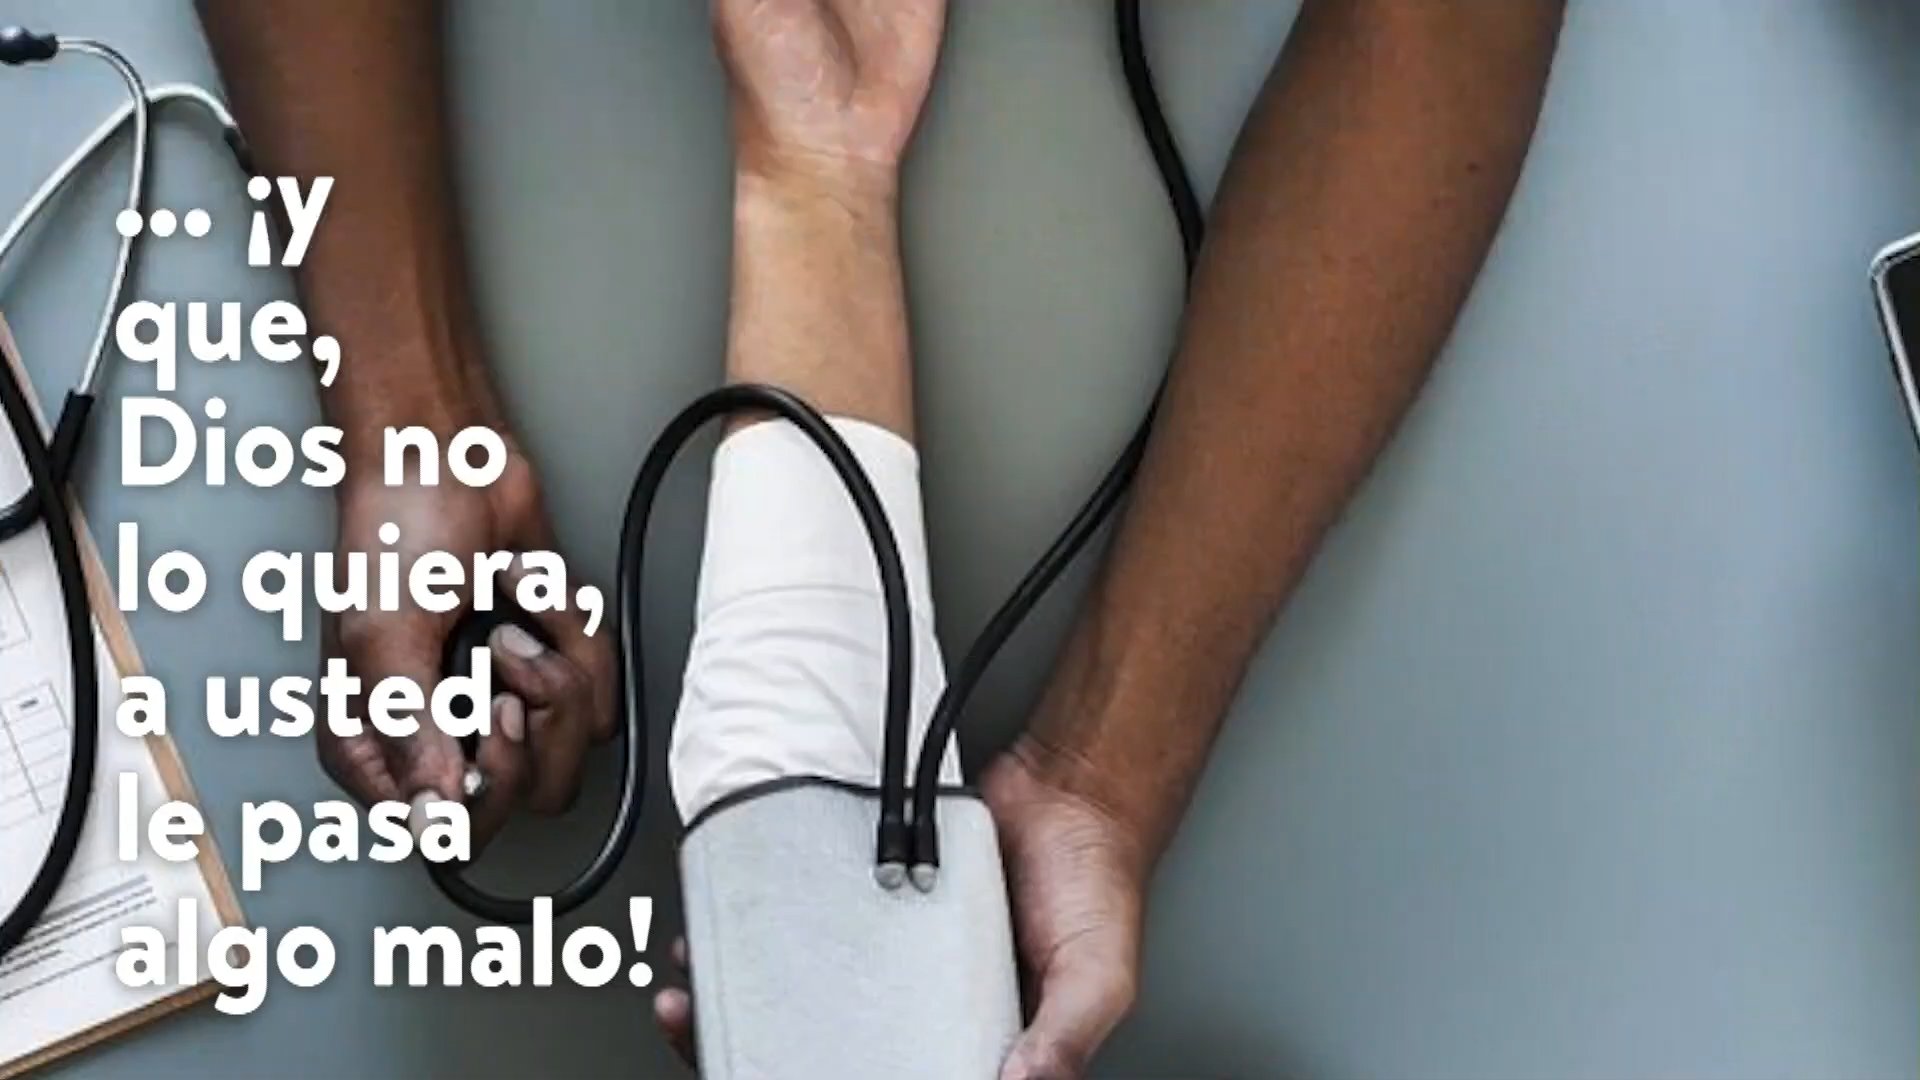 ... ¡y
que,
Dios no
lo quiera,
a usted
le pasa
algo malo!